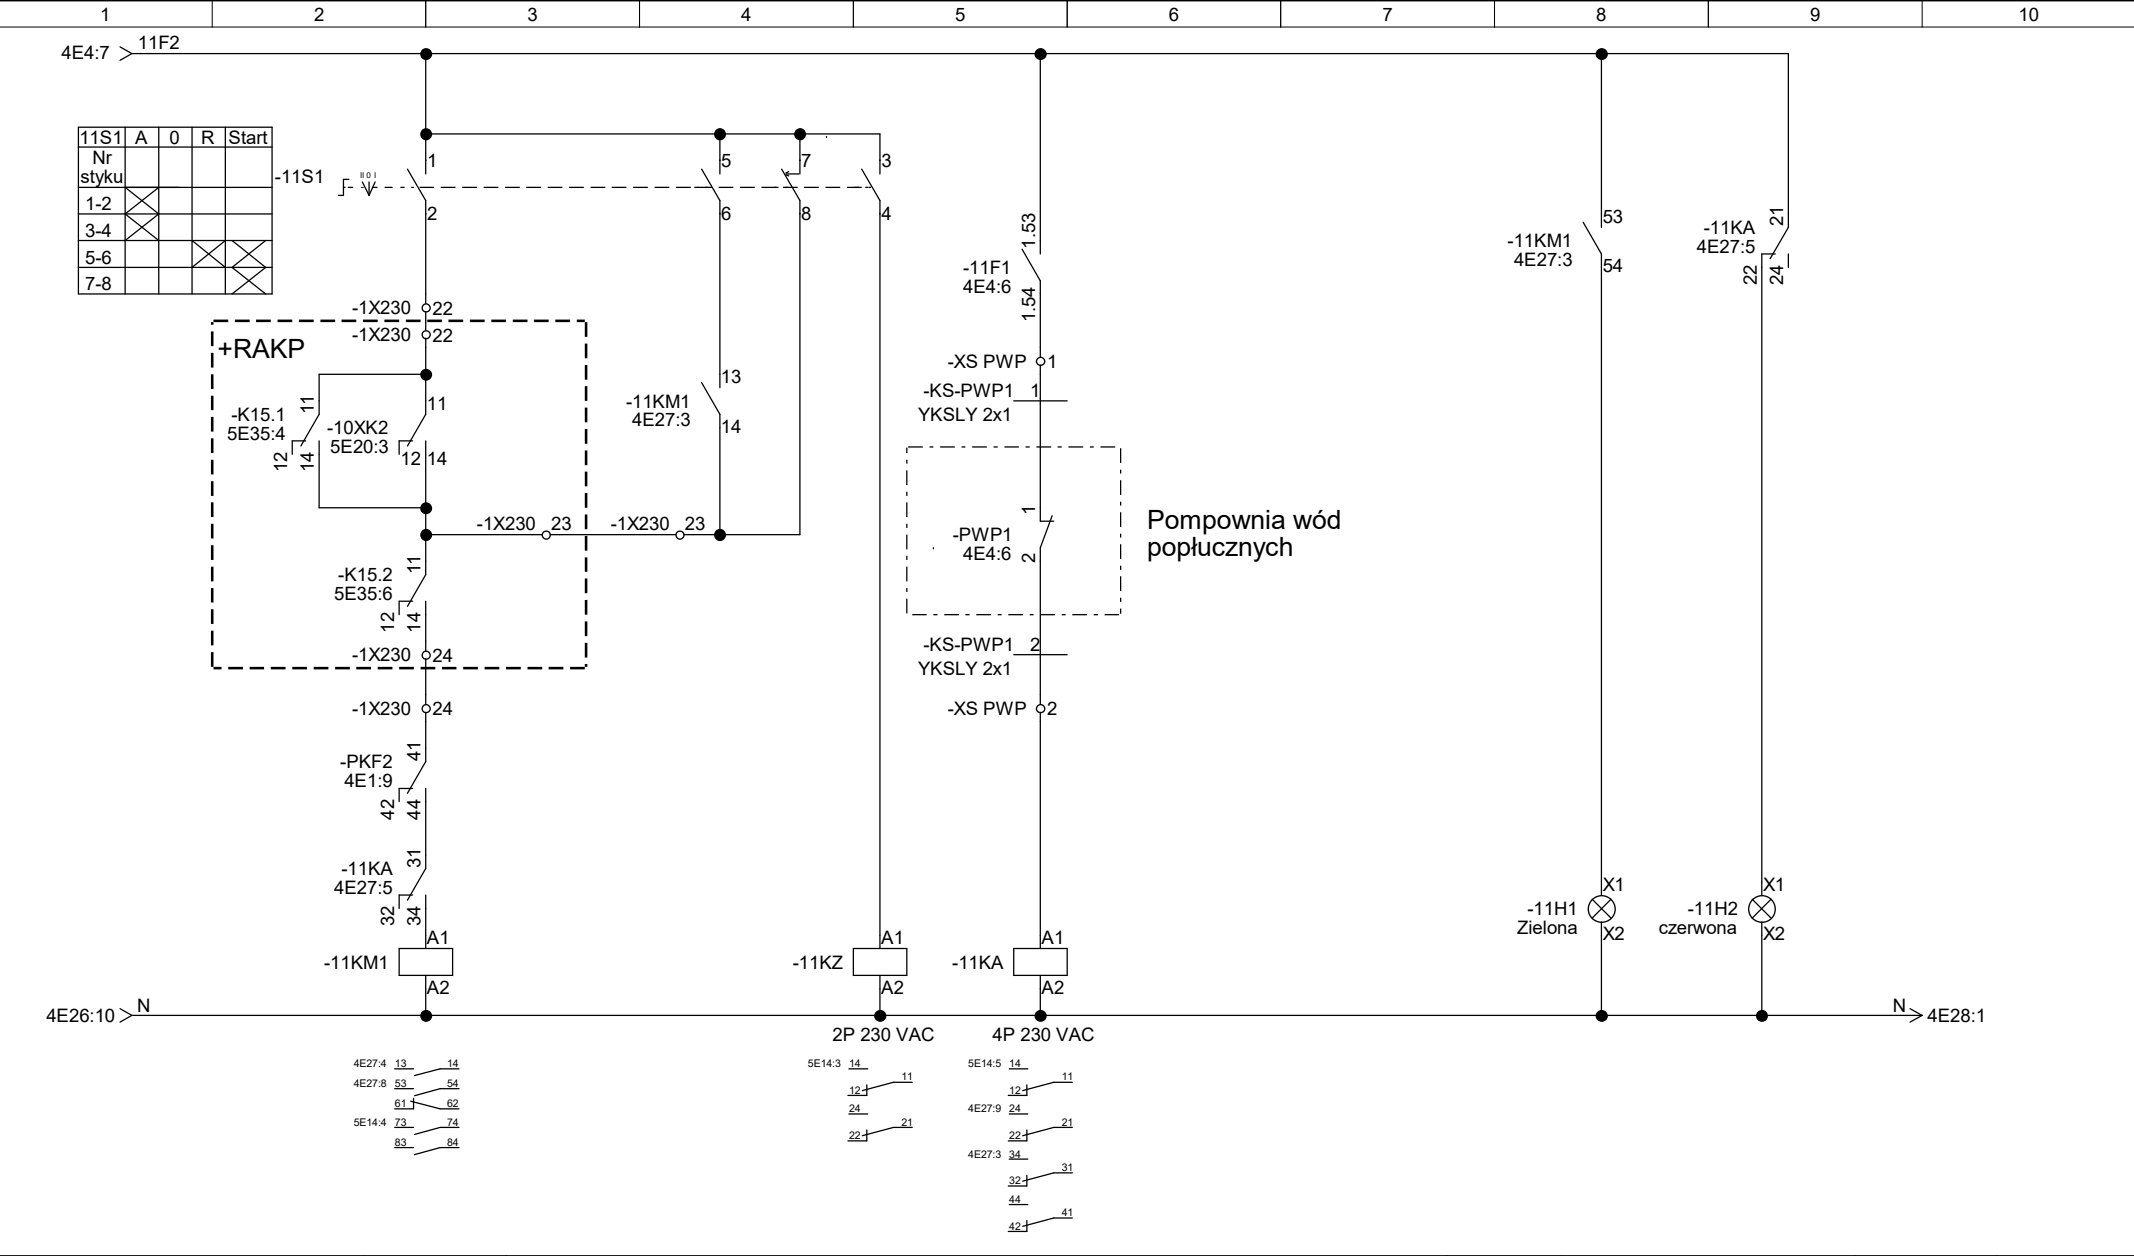 1 2 3 4 5 6 7 8 9 10
4E4:7 11F2
11S1 A 0 R Start
Nr
styku
1-2
3-4
5-6
7-8
-11S1
II 0 I
1
2
5
6
7
8
3
4
-1X230 22
-1X230 22
+RAKP
-K15.1
5E35:4
11
12
14
-10XK2
5E20:3
11
12 14
-1X230 23 -1X230 23
-K15.2
5E35:6
11
12
14
-1X230 24
-1X230 24
-PKF2
4E1:9
41
42
44
-11KA
4E27:5
31
32
34
-11KM1
A1
A2
-11KM1
4E27:3
13
14
-11KZ
A1
A2
-11F1
4E4:6
1.53
1.54
-XS PWP 1
-KS-PWP1 1
YKSLY 2x1
-PWP1
4E4:6
1
2
Pompownia wód
popłucznych
-KS-PWP1 2
YKSLY 2x1
-XS PWP 2
-11KA
A1
A2
-11KM1
4E27:3
53
54
-11KA
4E27:5
21
22
24
-11H1
Zielona
X1
X2
-11H2
czerwona
X1
X2
4E26:10 N
N 4E28:1
2P 230 VAC
4P 230 VAC
4E27:4 13 14
4E27:8 53 54
61 62
5E14:4 73 74
83 84
5E14:3 14
11
12
24
21
22
5E14:5 14
11
12
4E27:9 24
21
22
4E27:3 34
31
32
44
41
42